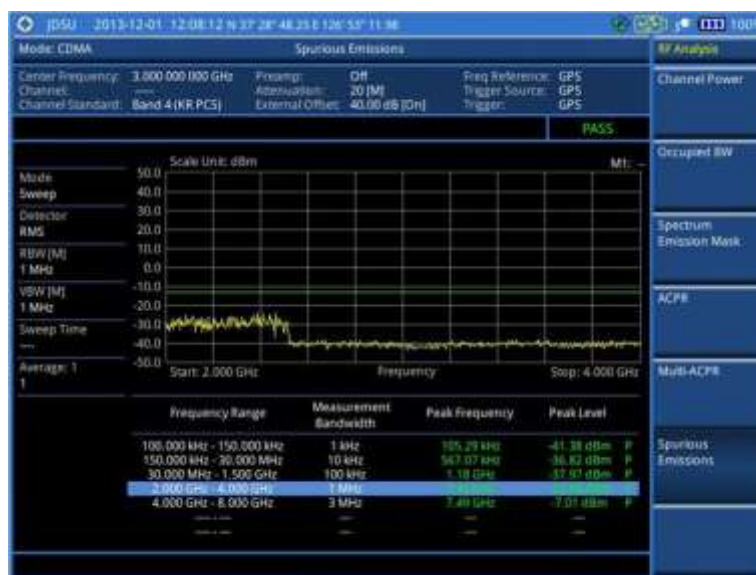 JDSU 2013-12-01 12:08:12 N 37° 28' 48.25 E 126° 53' 11.98 100%
Mode: CDMA Spurious Emissions RF Analysis
Center Frequency: 3.000 000 000 GHz Preamp: Off Freq Reference: GPS
Channel: ---- Attenuation: 20 [M] Trigger Source: GPS
Channel Standard: Band 4 (KR PCS) External Offset: 40.00 dB [On] Trigger: GPS
Channel Power
PASS
Occupied BW
Scale Unit: dBm M1: --
Mode
Sweep
Detector
RMS
RBW [M]
1 MHz
VBW [M]
1 MHz
Sweep Time
---
Average: 1
1
50.0
40.0
30.0
20.0
10.0
0.0
-10.0
-20.0
-30.0
-40.0
-50.0
Start: 2.000 GHz Frequency Stop: 4.000 GHz
Spectrum
Emission Mask
ACPR
Multi-ACPR
Spurious
Emissions
Frequency Range Measurement Bandwidth Peak Frequency Peak Level
100.000 kHz - 150.000 kHz 1 kHz 105.29 kHz -41.38 dBm P
150.000 kHz - 30.000 MHz 10 kHz 567.07 kHz -36.82 dBm P
30.000 MHz - 1.500 GHz 100 kHz 1.18 GHz -37.97 dBm P
2.000 GHz - 4.000 GHz 1 MHz P
4.000 GHz - 8.000 GHz 3 MHz 7.49 GHz -7.01 dBm P